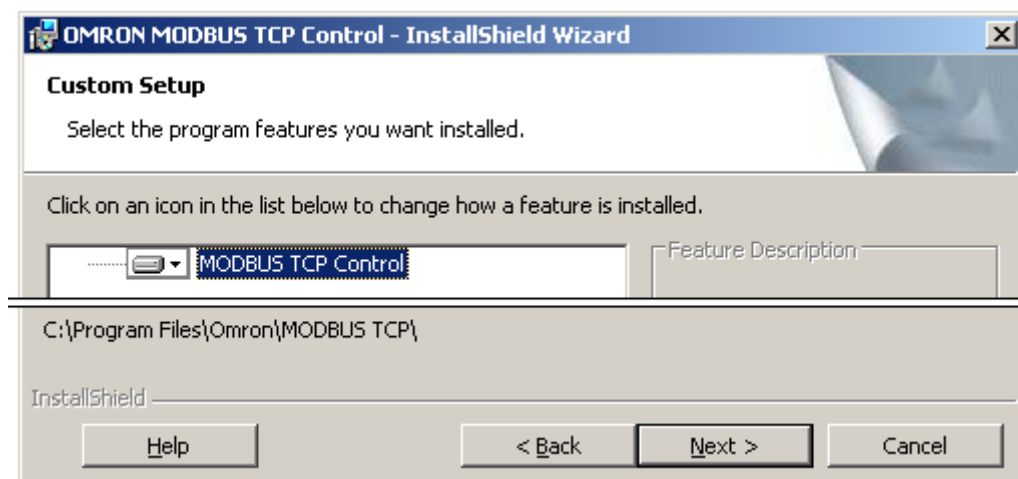 OMRON MODBUS TCP Control - InstallShield Wizard
Custom Setup
Select the program features you want installed.
Click on an icon in the list below to change how a feature is installed.
MODBUS TCP Control
Feature Description
C:\Program Files\Omron\MODBUS TCP\
InstallShield
Help < Back Next > Cancel